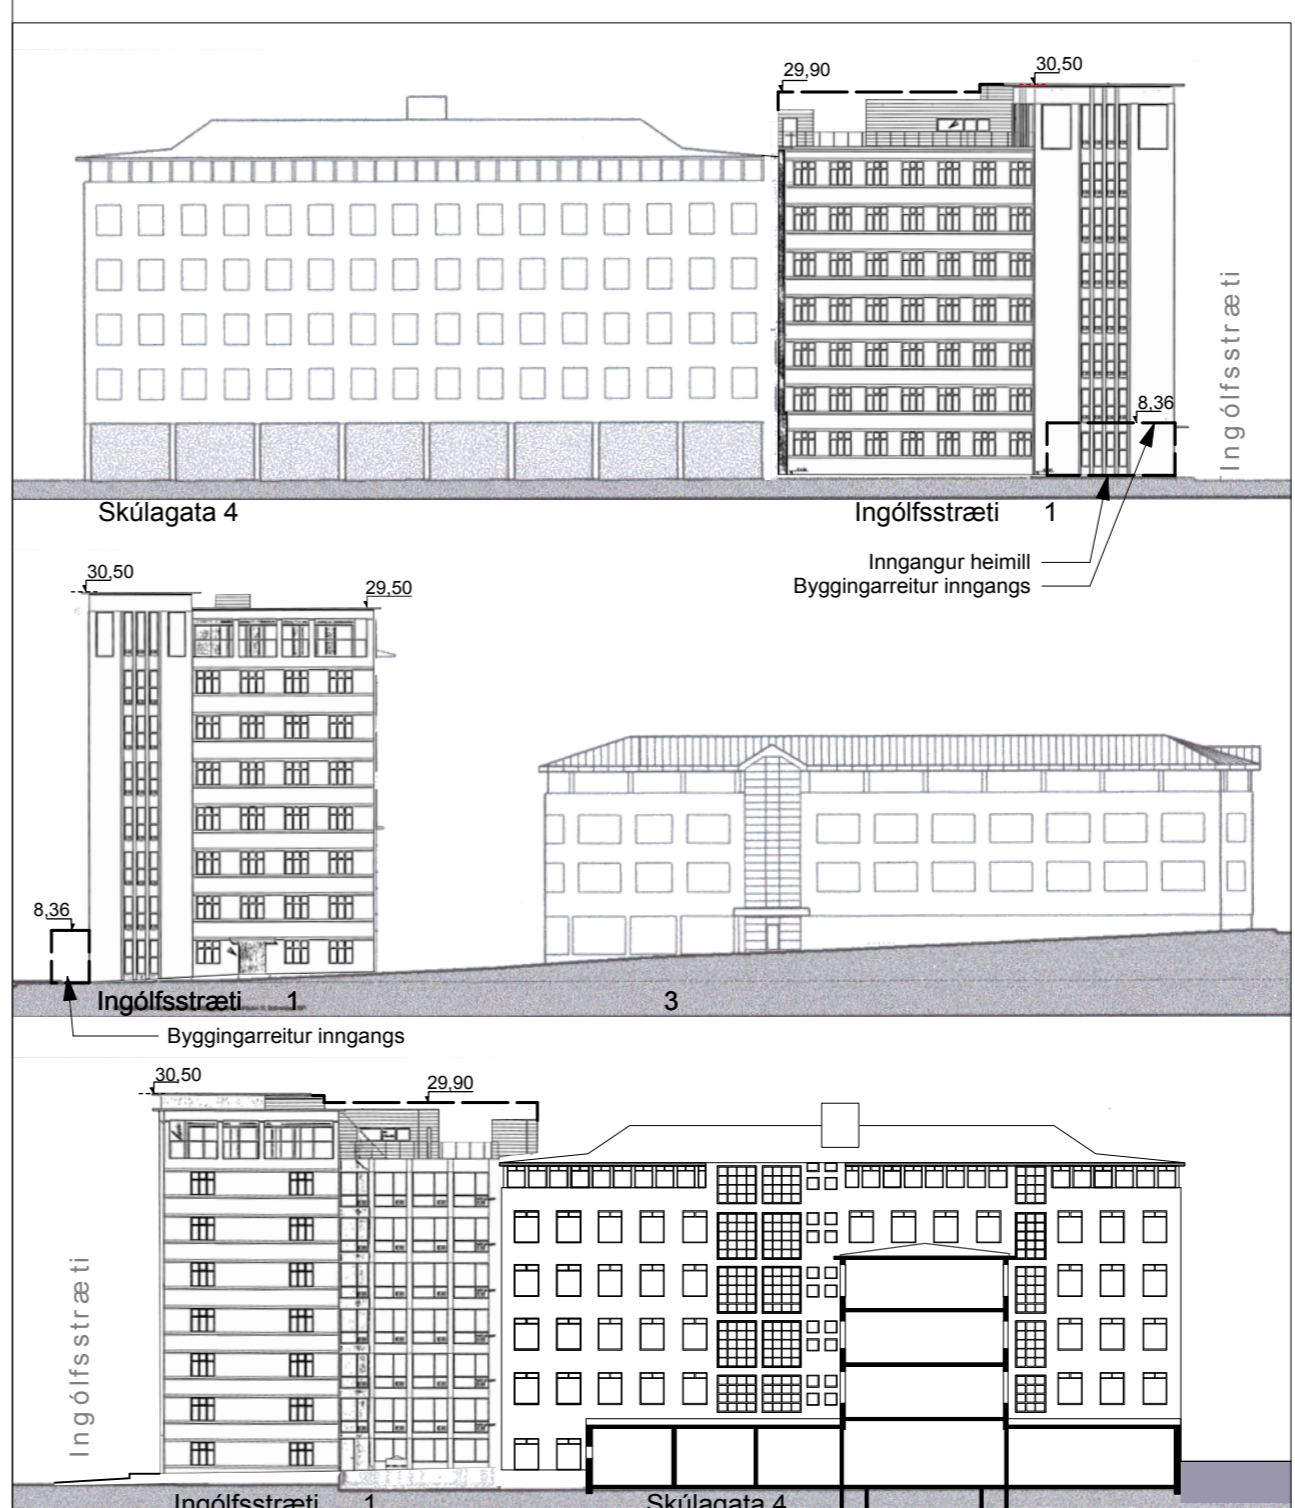 29,90
30,50
8,36
Ingólfsstræti
Skúlagata 4
Ingólfsstræti 1
Inngangur heimill
Byggingarreitur inngangs
30,50
29,50
8,36
Ingólfsstræti 1
3
Byggingarreitur inngangs
30,50
29,90
Ingólfsstræti
Ingólfsstræti 1
Skúlagata 4